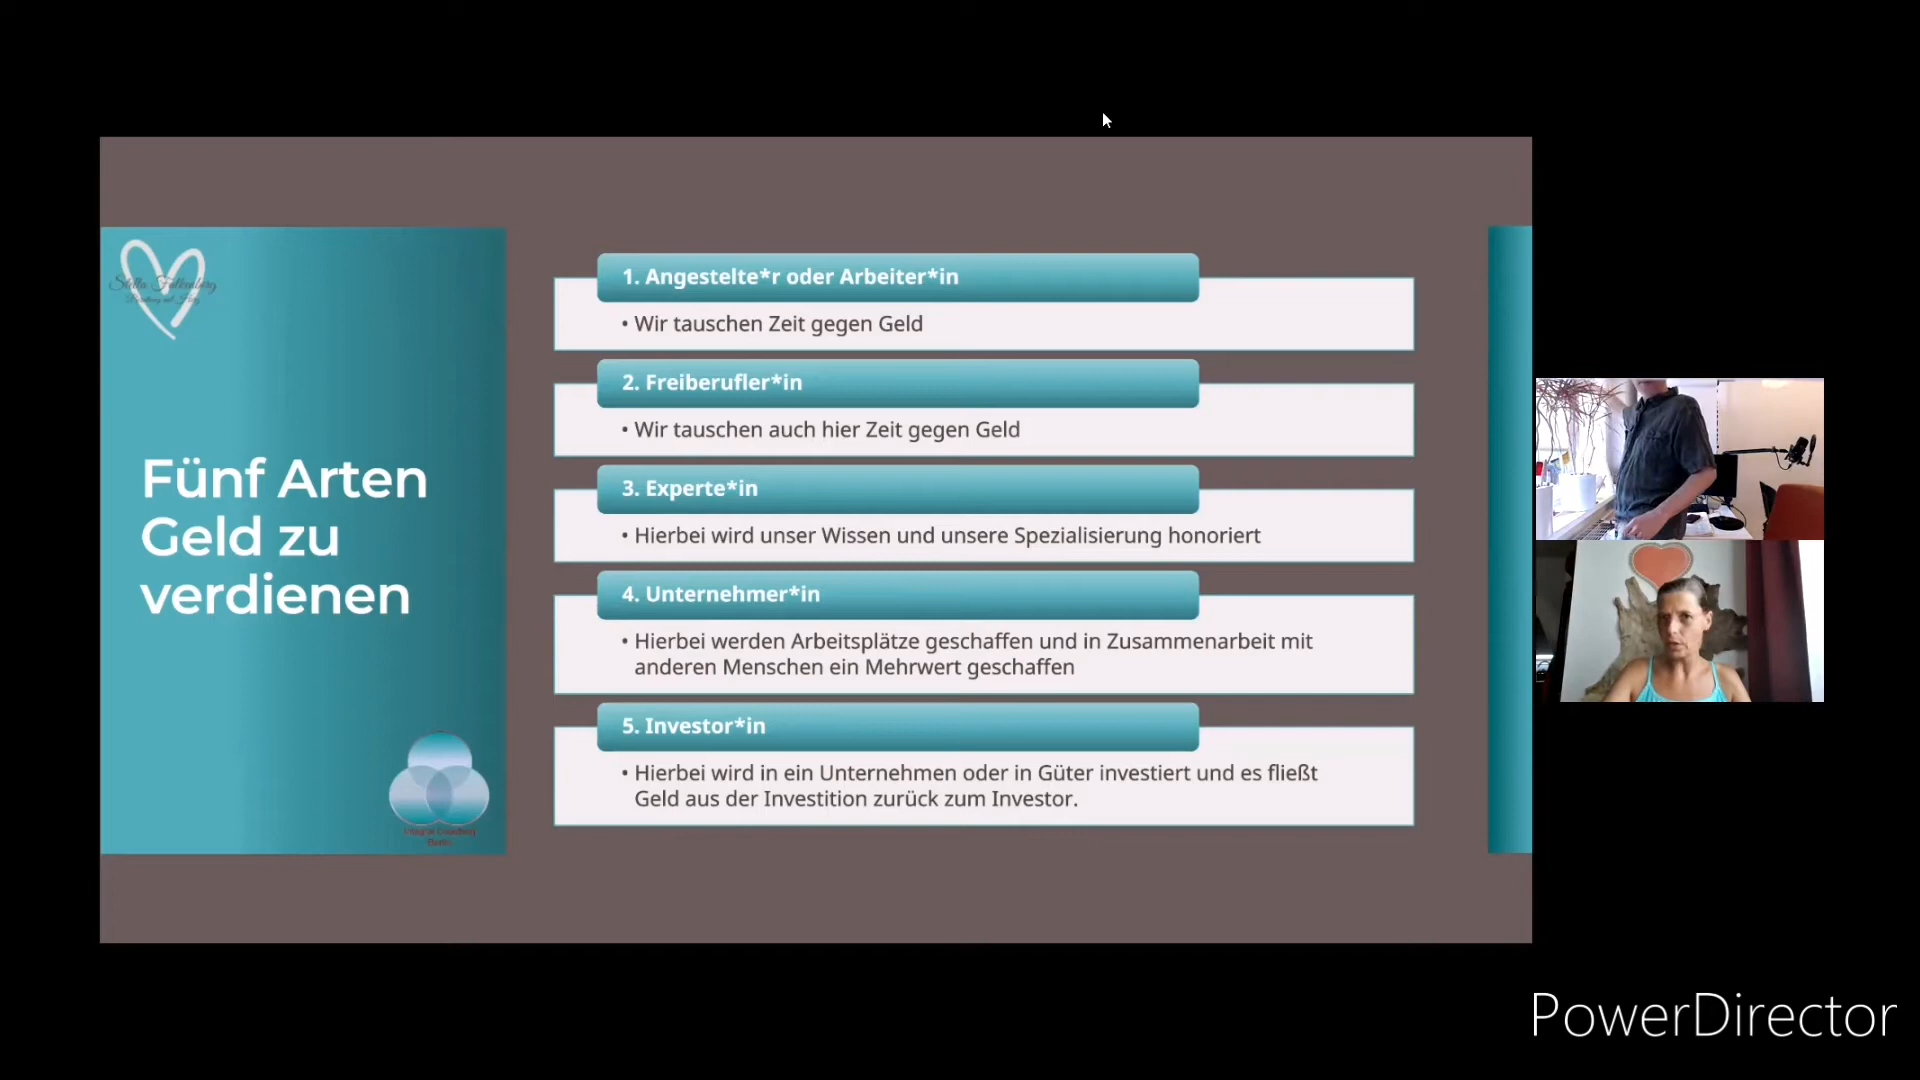 Fünf Arten
Geld zu
verdienen
1. Angestelte*r oder Arbeiter*in
• Wir tauschen Zeit gegen Geld
2. Freiberufler*in
• Wir tauschen auch hier Zeit gegen Geld
3. Experte*in
• Hierbei wird unser Wissen und unsere Spezialisierung honoriert
4. Unternehmer*in
• Hierbei werden Arbeitsplätze geschaffen und in Zusammenarbeit mit
anderen Menschen ein Mehrwert geschaffen
5. Investor*in
• Hierbei wird in ein Unternehmen oder in Güter investiert und es fließt
Geld aus der Investition zurück zum Investor.
Berlin
PowerDirector